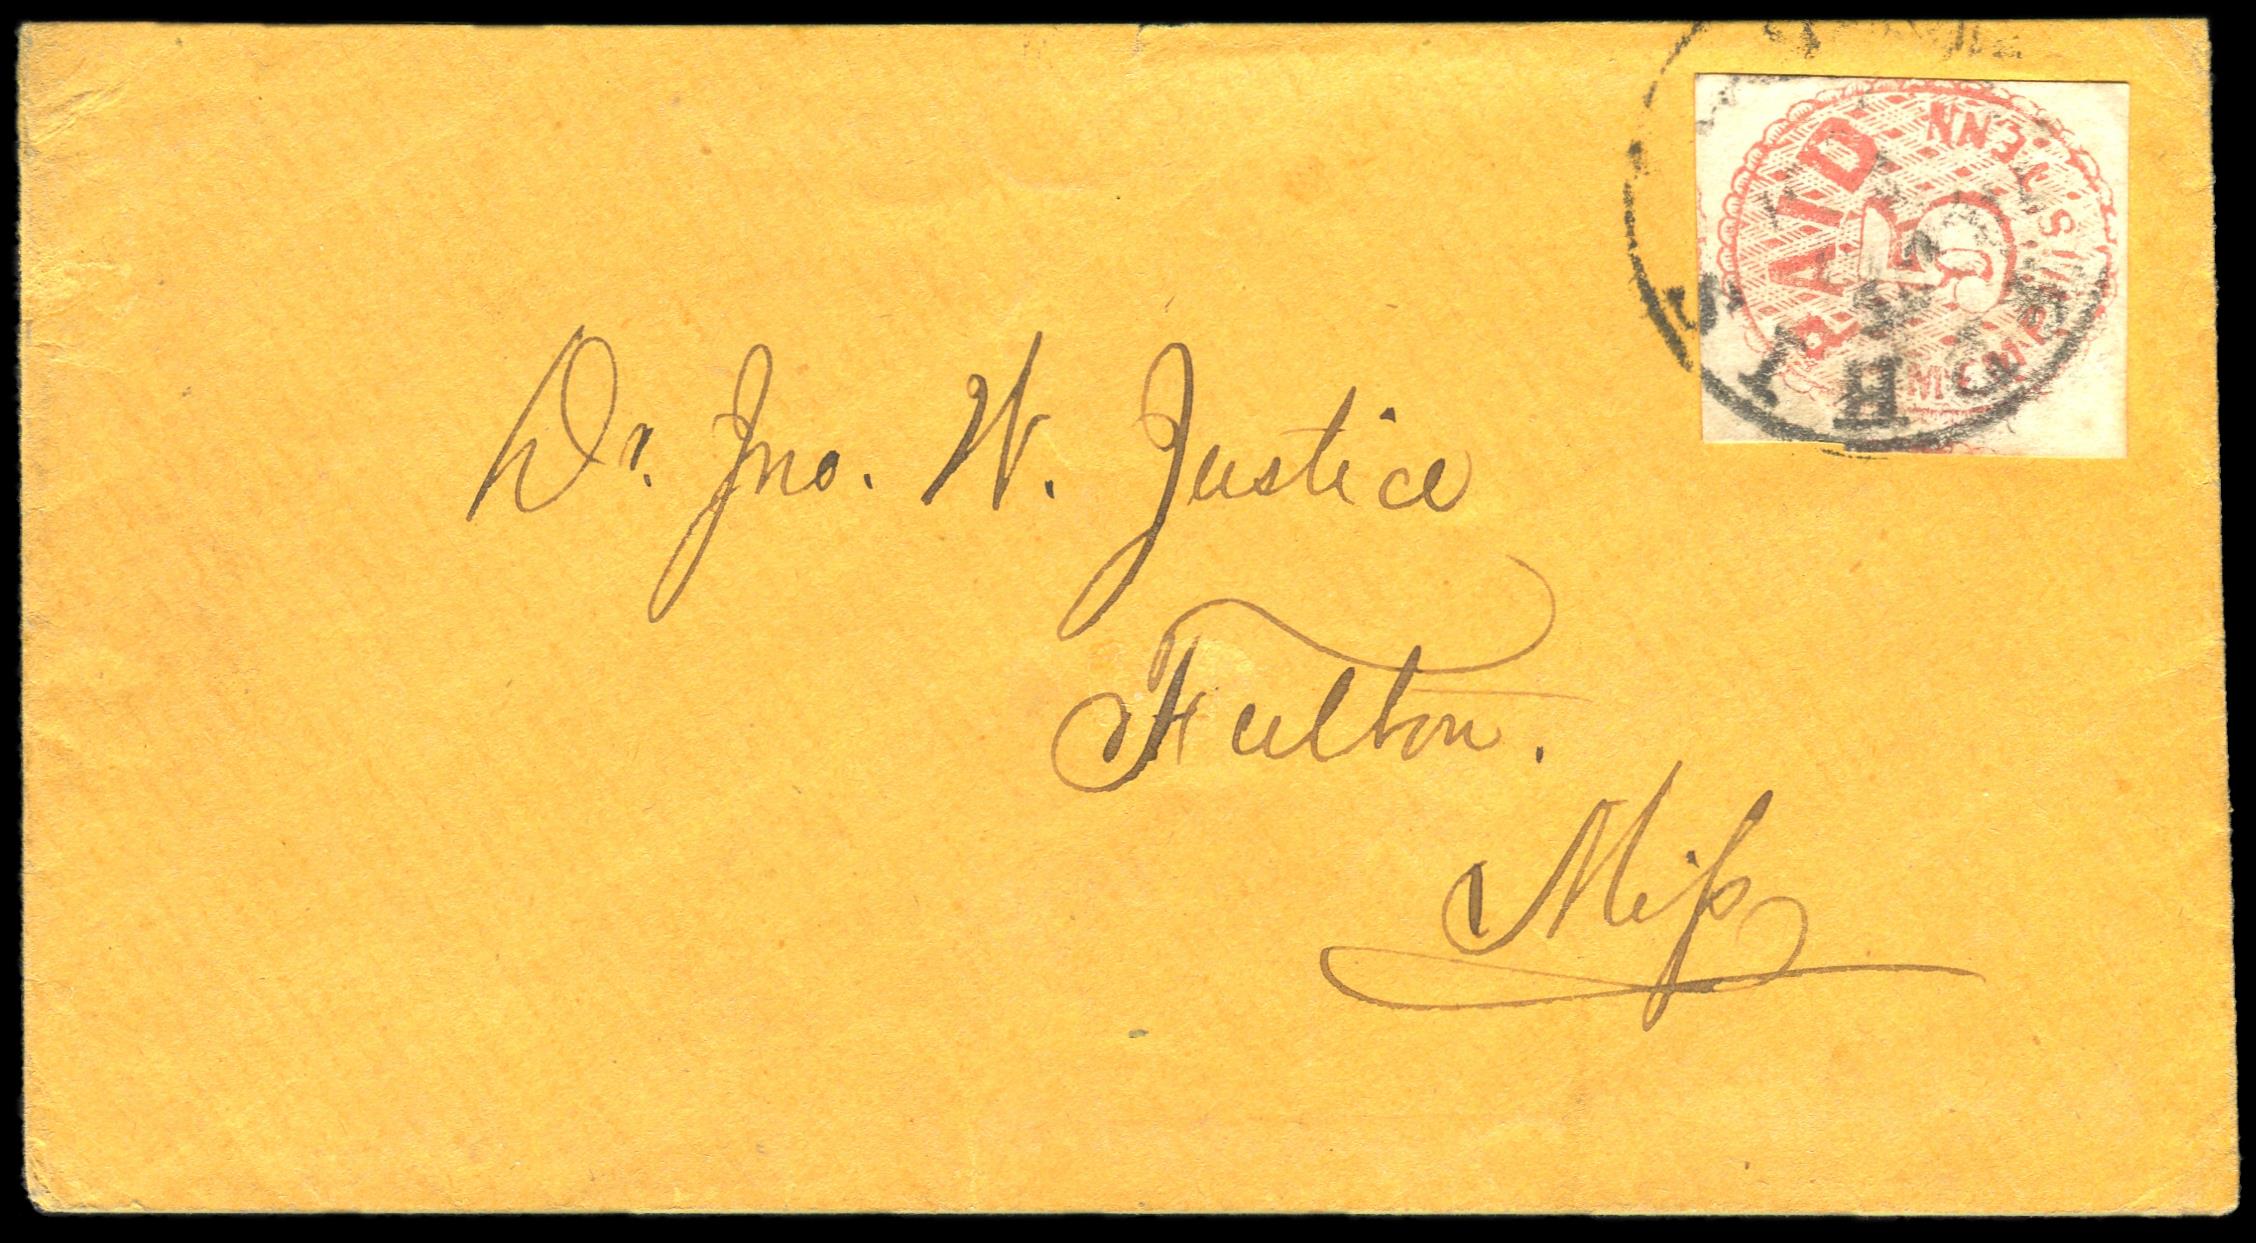 PAID
5
MEMPHIS, TENN
Dr. Jno. W. Justice
Fulton.
Miſs